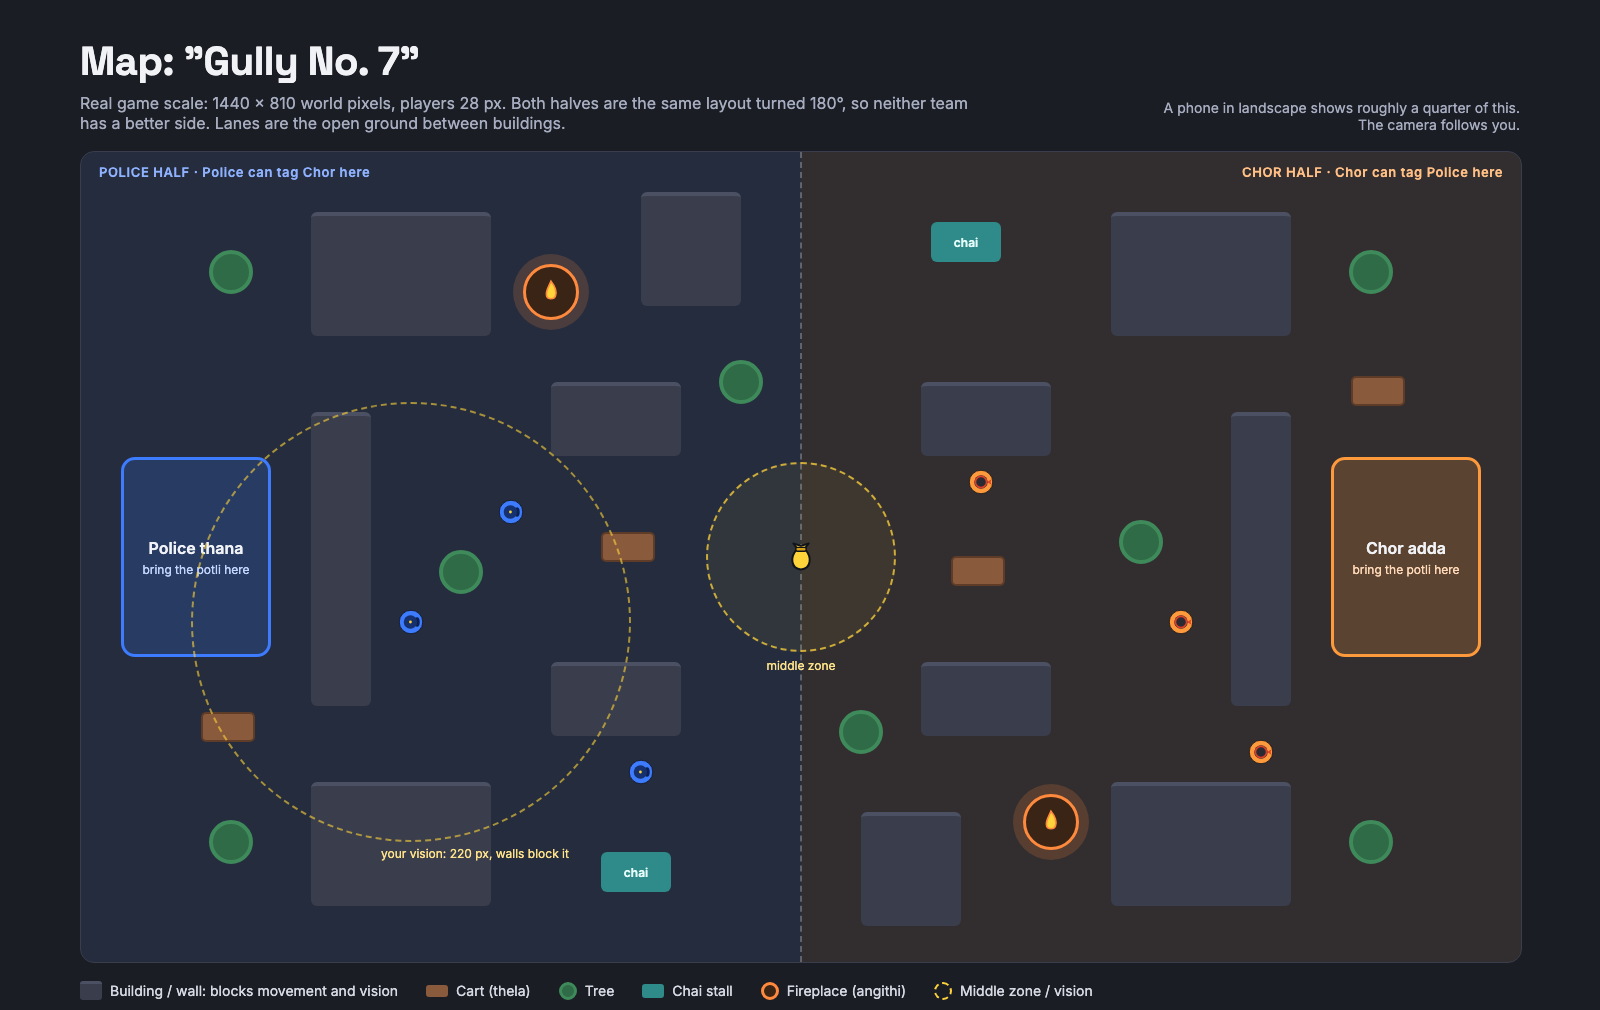 Map: ”Gully No. 7”
Real game scale: 1440 × 810 world pixels, players 28 px. Both halves are the same layout turned 180°, so neither team
has a better side. Lanes are the open ground between buildings.
A phone in landscape shows roughly a quarter of this.
The camera follows you.
POLICE HALF · Police can tag Chor here
CHOR HALF · Chor can tag Police here
chai
Police thana
bring the potli here
Chor adda
bring the potli here
middle zone
your vision: 220 px, walls block it
chai
Building / wall: blocks movement and vision
Cart (thela)
Tree
Chai stall
Fireplace (angithi)
Middle zone / vision